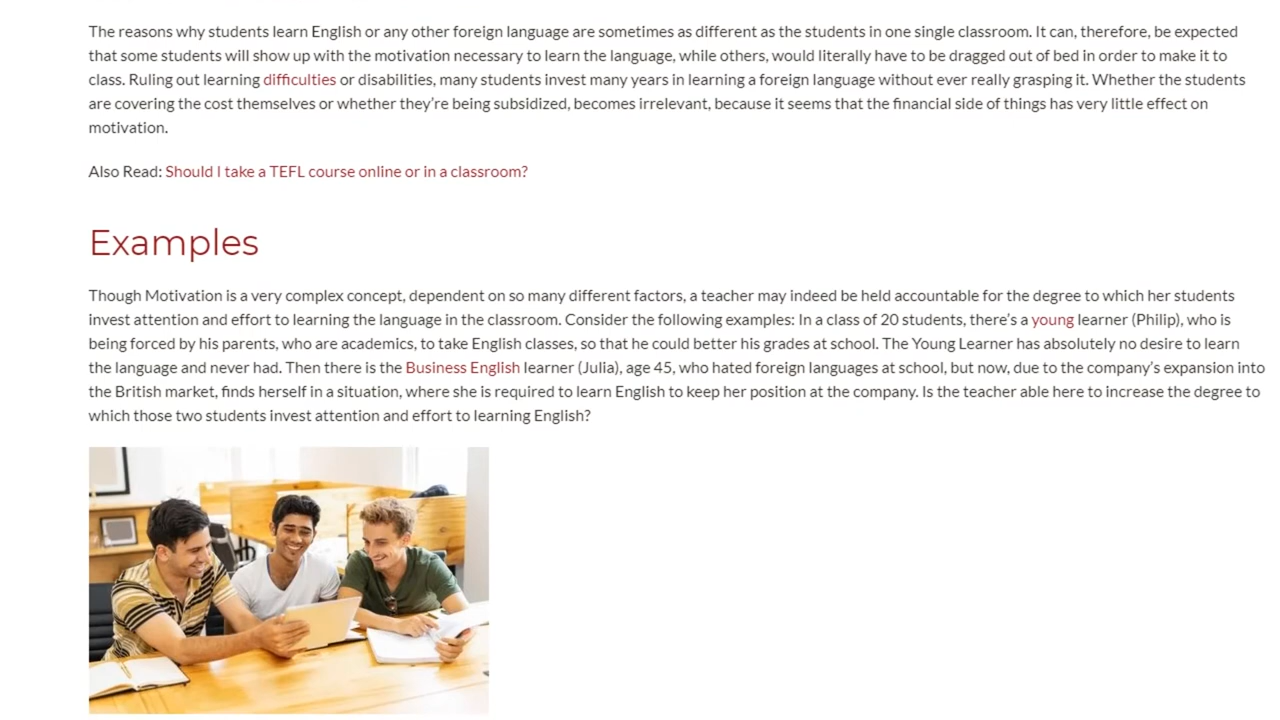 The reasons why students learn English or any other foreign language are sometimes as different as the students in one single classroom. It can, therefore, be expected
that some students will show up with the motivation necessary to learn the language, while others, would literally have to be dragged out of bed in order to make it to
class. Ruling out learning difficulties or disabilities, many students invest many years in learning a foreign language without ever really grasping it. Whether the students
are covering the cost themselves or whether they’re being subsidized, becomes irrelevant, because it seems that the financial side of things has very little effect on
motivation.
Also Read: Should I take a TEFL course online or in a classroom?
Examples
Though Motivation is a very complex concept, dependent on so many different factors, a teacher may indeed be held accountable for the degree to which her students
invest attention and effort to learning the language in the classroom. Consider the following examples: In a class of 20 students, there’s a young learner (Philip), who is
being forced by his parents, who are academics, to take English classes, so that he could better his grades at school. The Young Learner has absolutely no desire to learn
the language and never had. Then there is the Business English learner (Julia), age 45, who hated foreign languages at school, but now, due to the company’s expansion into
the British market, finds herself in a situation, where she is required to learn English to keep her position at the company. Is the teacher able here to increase the degree to
which those two students invest attention and effort to learning English?